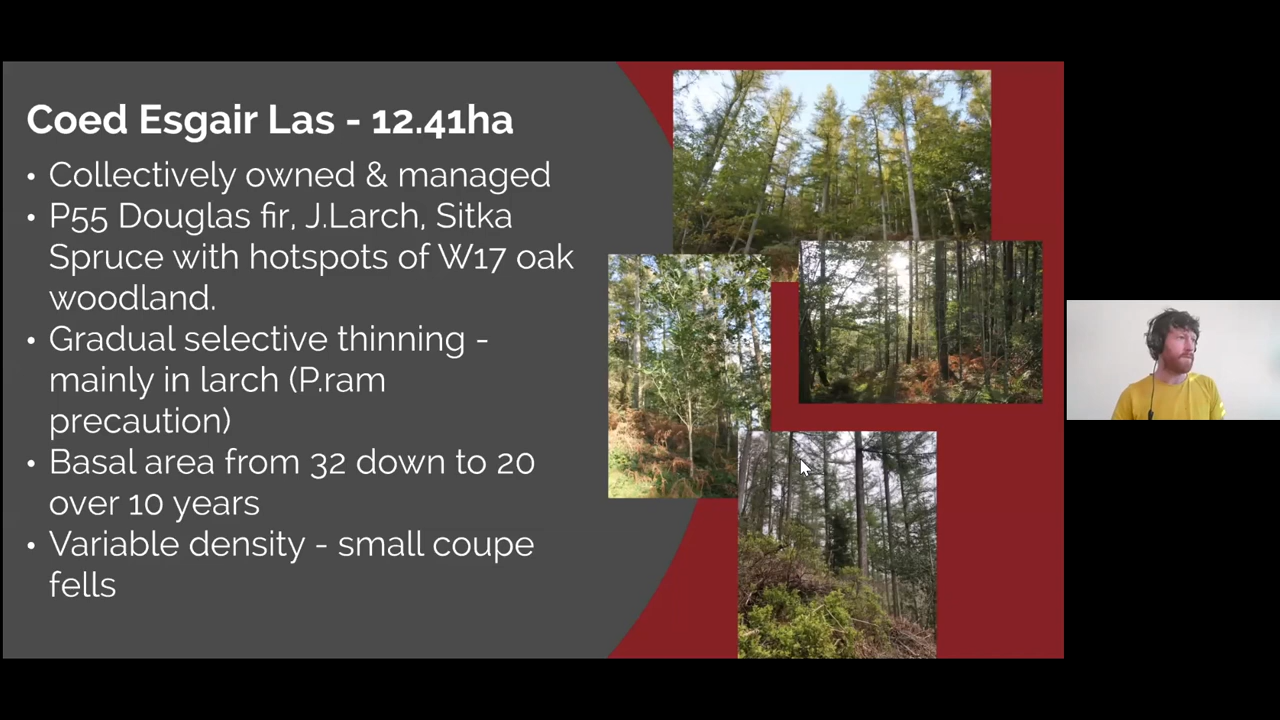 Coed Esgair Las - 12.41ha
• Collectively owned & managed
• P55 Douglas fir, J.Larch, Sitka
Spruce with hotspots of W17 oak
woodland.
• Gradual selective thinning -
mainly in larch (P.ram
precaution)
• Basal area from 32 down to 20
over 10 years
• Variable density - small coupe
fells